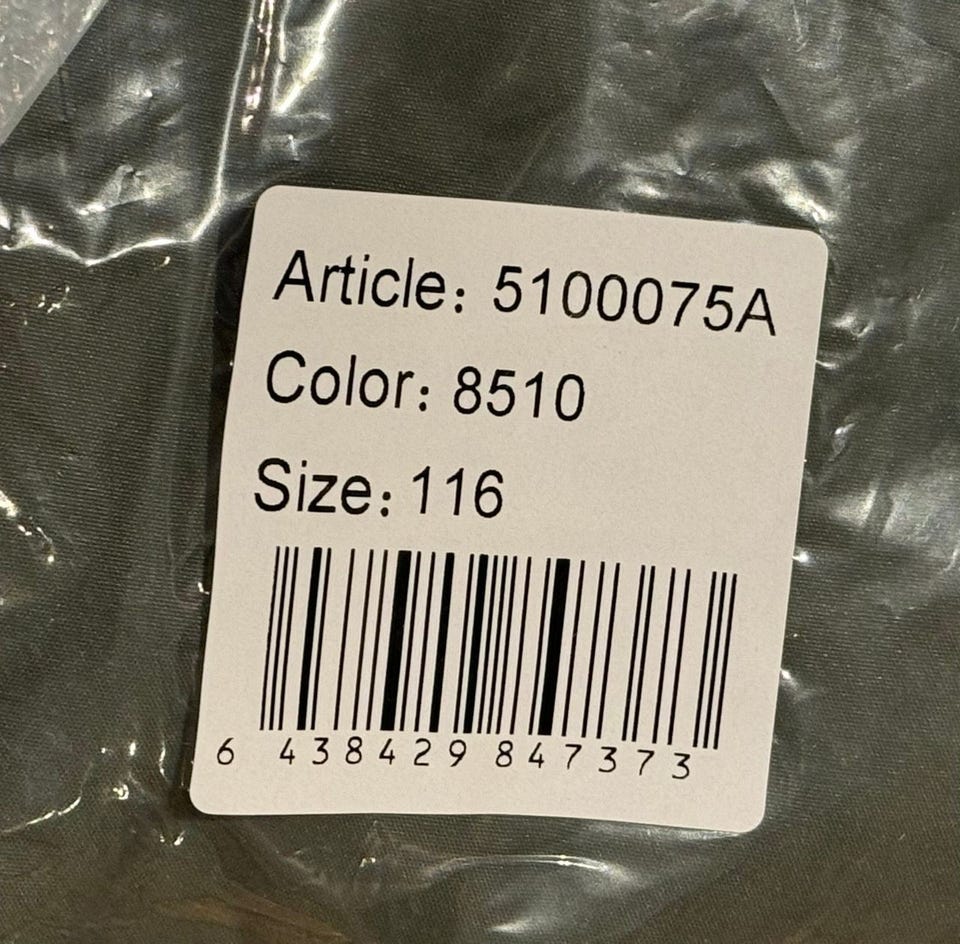 Article: 5100075A
Color: 8510
Size: 116
6 438429 847373